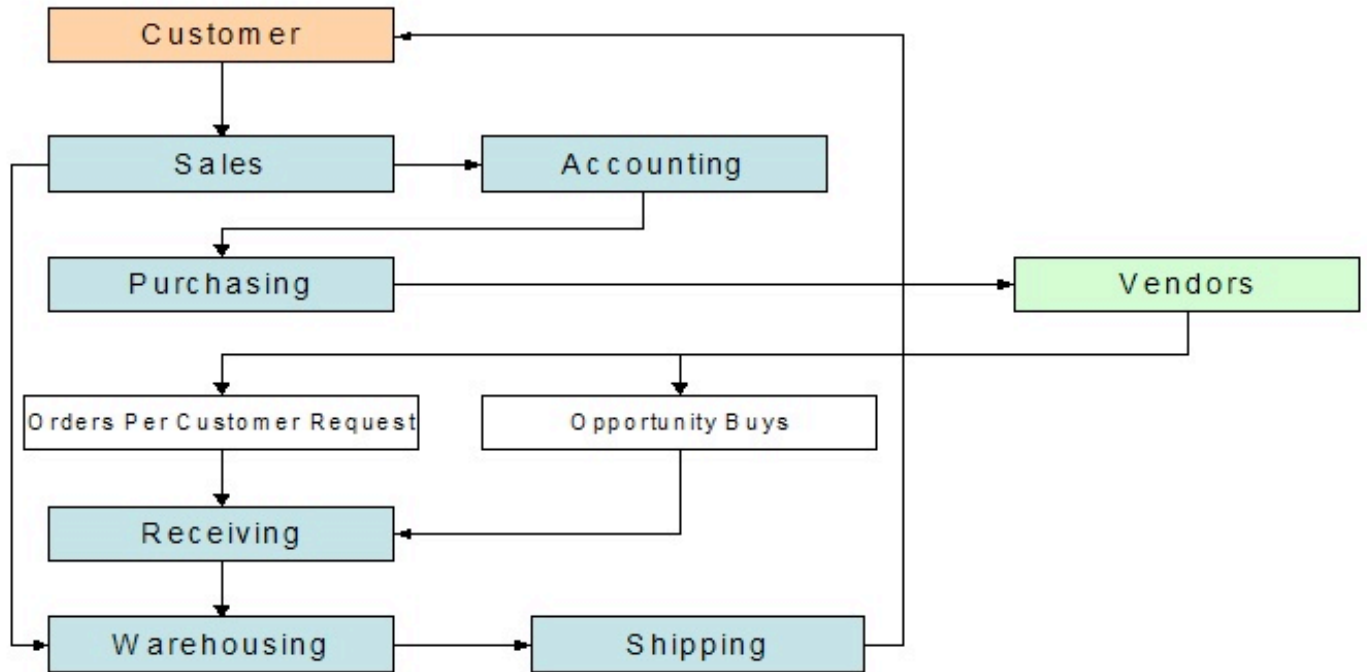 Customer
Sales
Accounting
Purchasing
Vendors
Orders Per Customer Request
Opportunity Buys
Receiving
Warehousing
Shipping